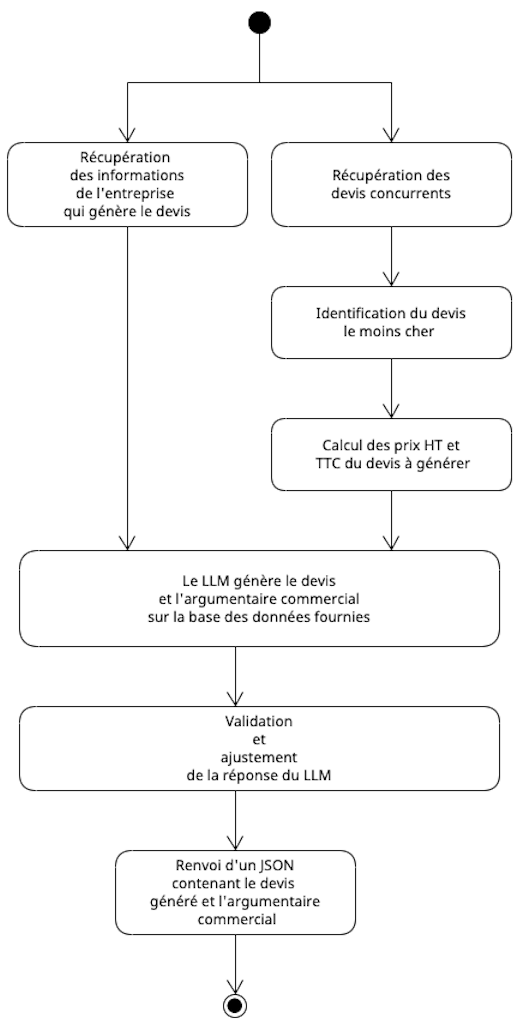 Récupération
des informations
de l'entreprise
qui génère le devis
Récupération des
devis concurrents
Identification du devis
le moins cher
Calcul des prix HT et
TTC du devis à générer
Le LLM génère le devis
et l'argumentaire commercial
sur la base des données fournies
Validation
et
ajustement
de la réponse du LLM
Renvoi d'un JSON
contenant le devis
généré et l'argumentaire
commercial